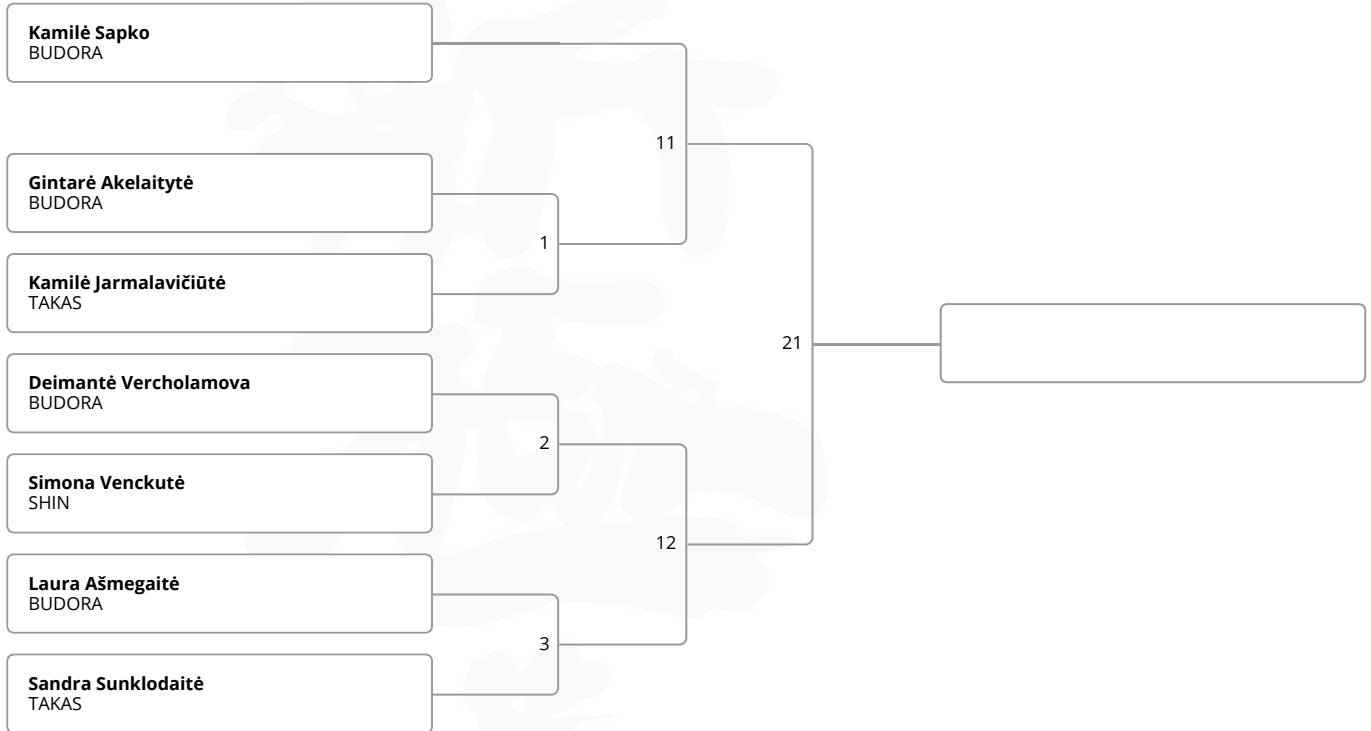 Kamilė Sapko
BUDORA
11
Gintarė Akelaitytė
BUDORA
1
Kamilė Jarmalavičiūtė
TAKAS
21
Deimantė Vercholamova
BUDORA
2
Simona Venckutė
SHIN
12
Laura Ašmegaitė
BUDORA
3
Sandra Sunklodaitė
TAKAS